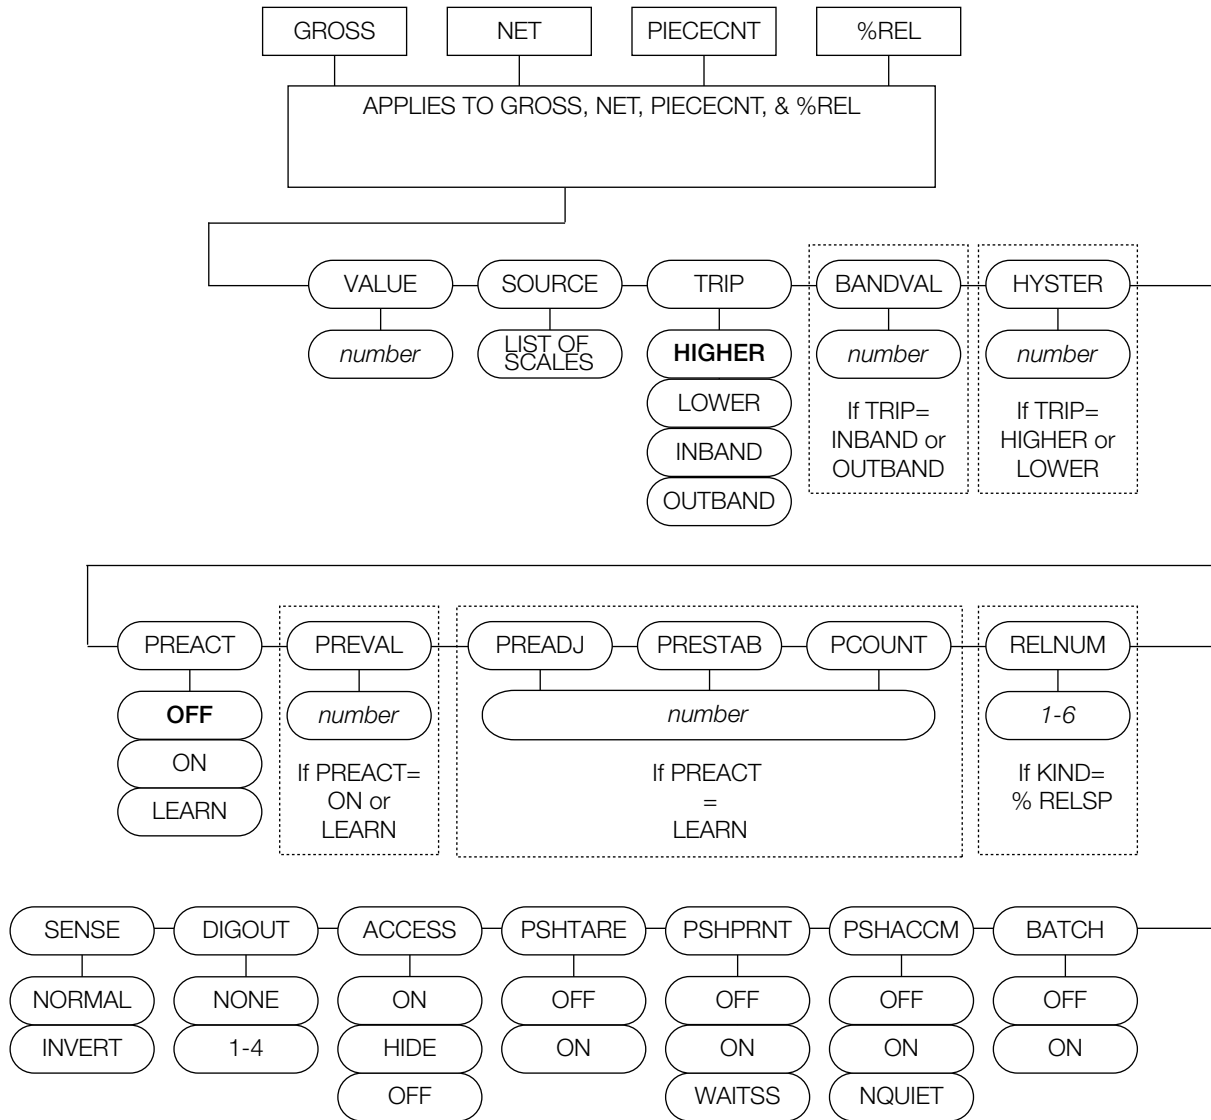 GROSS
NET
PIECECNT
%REL
APPLIES TO GROSS, NET, PIECECNT, & %REL
VALUE
SOURCE
TRIP
BANDVAL
HYSTER
number
LIST OF
SCALES
HIGHER
LOWER
INBAND
OUTBAND
number
If TRIP=
INBAND or
OUTBAND
number
If TRIP=
HIGHER or
LOWER
PREACT
PREVAL
PREADJ
PRESTAB
PCOUNT
RELNUM
OFF
ON
LEARN
number
If PREACT=
ON or
LEARN
number
If PREACT
=
LEARN
1-6
If KIND=
% RELSP
SENSE
DIGOUT
ACCESS
PSHTARE
PSHPRNT
PSHACCM
BATCH
NORMAL
INVERT
NONE
1-4
ON
HIDE
OFF
OFF
ON
OFF
ON
WAITSS
OFF
ON
NQUIET
OFF
ON